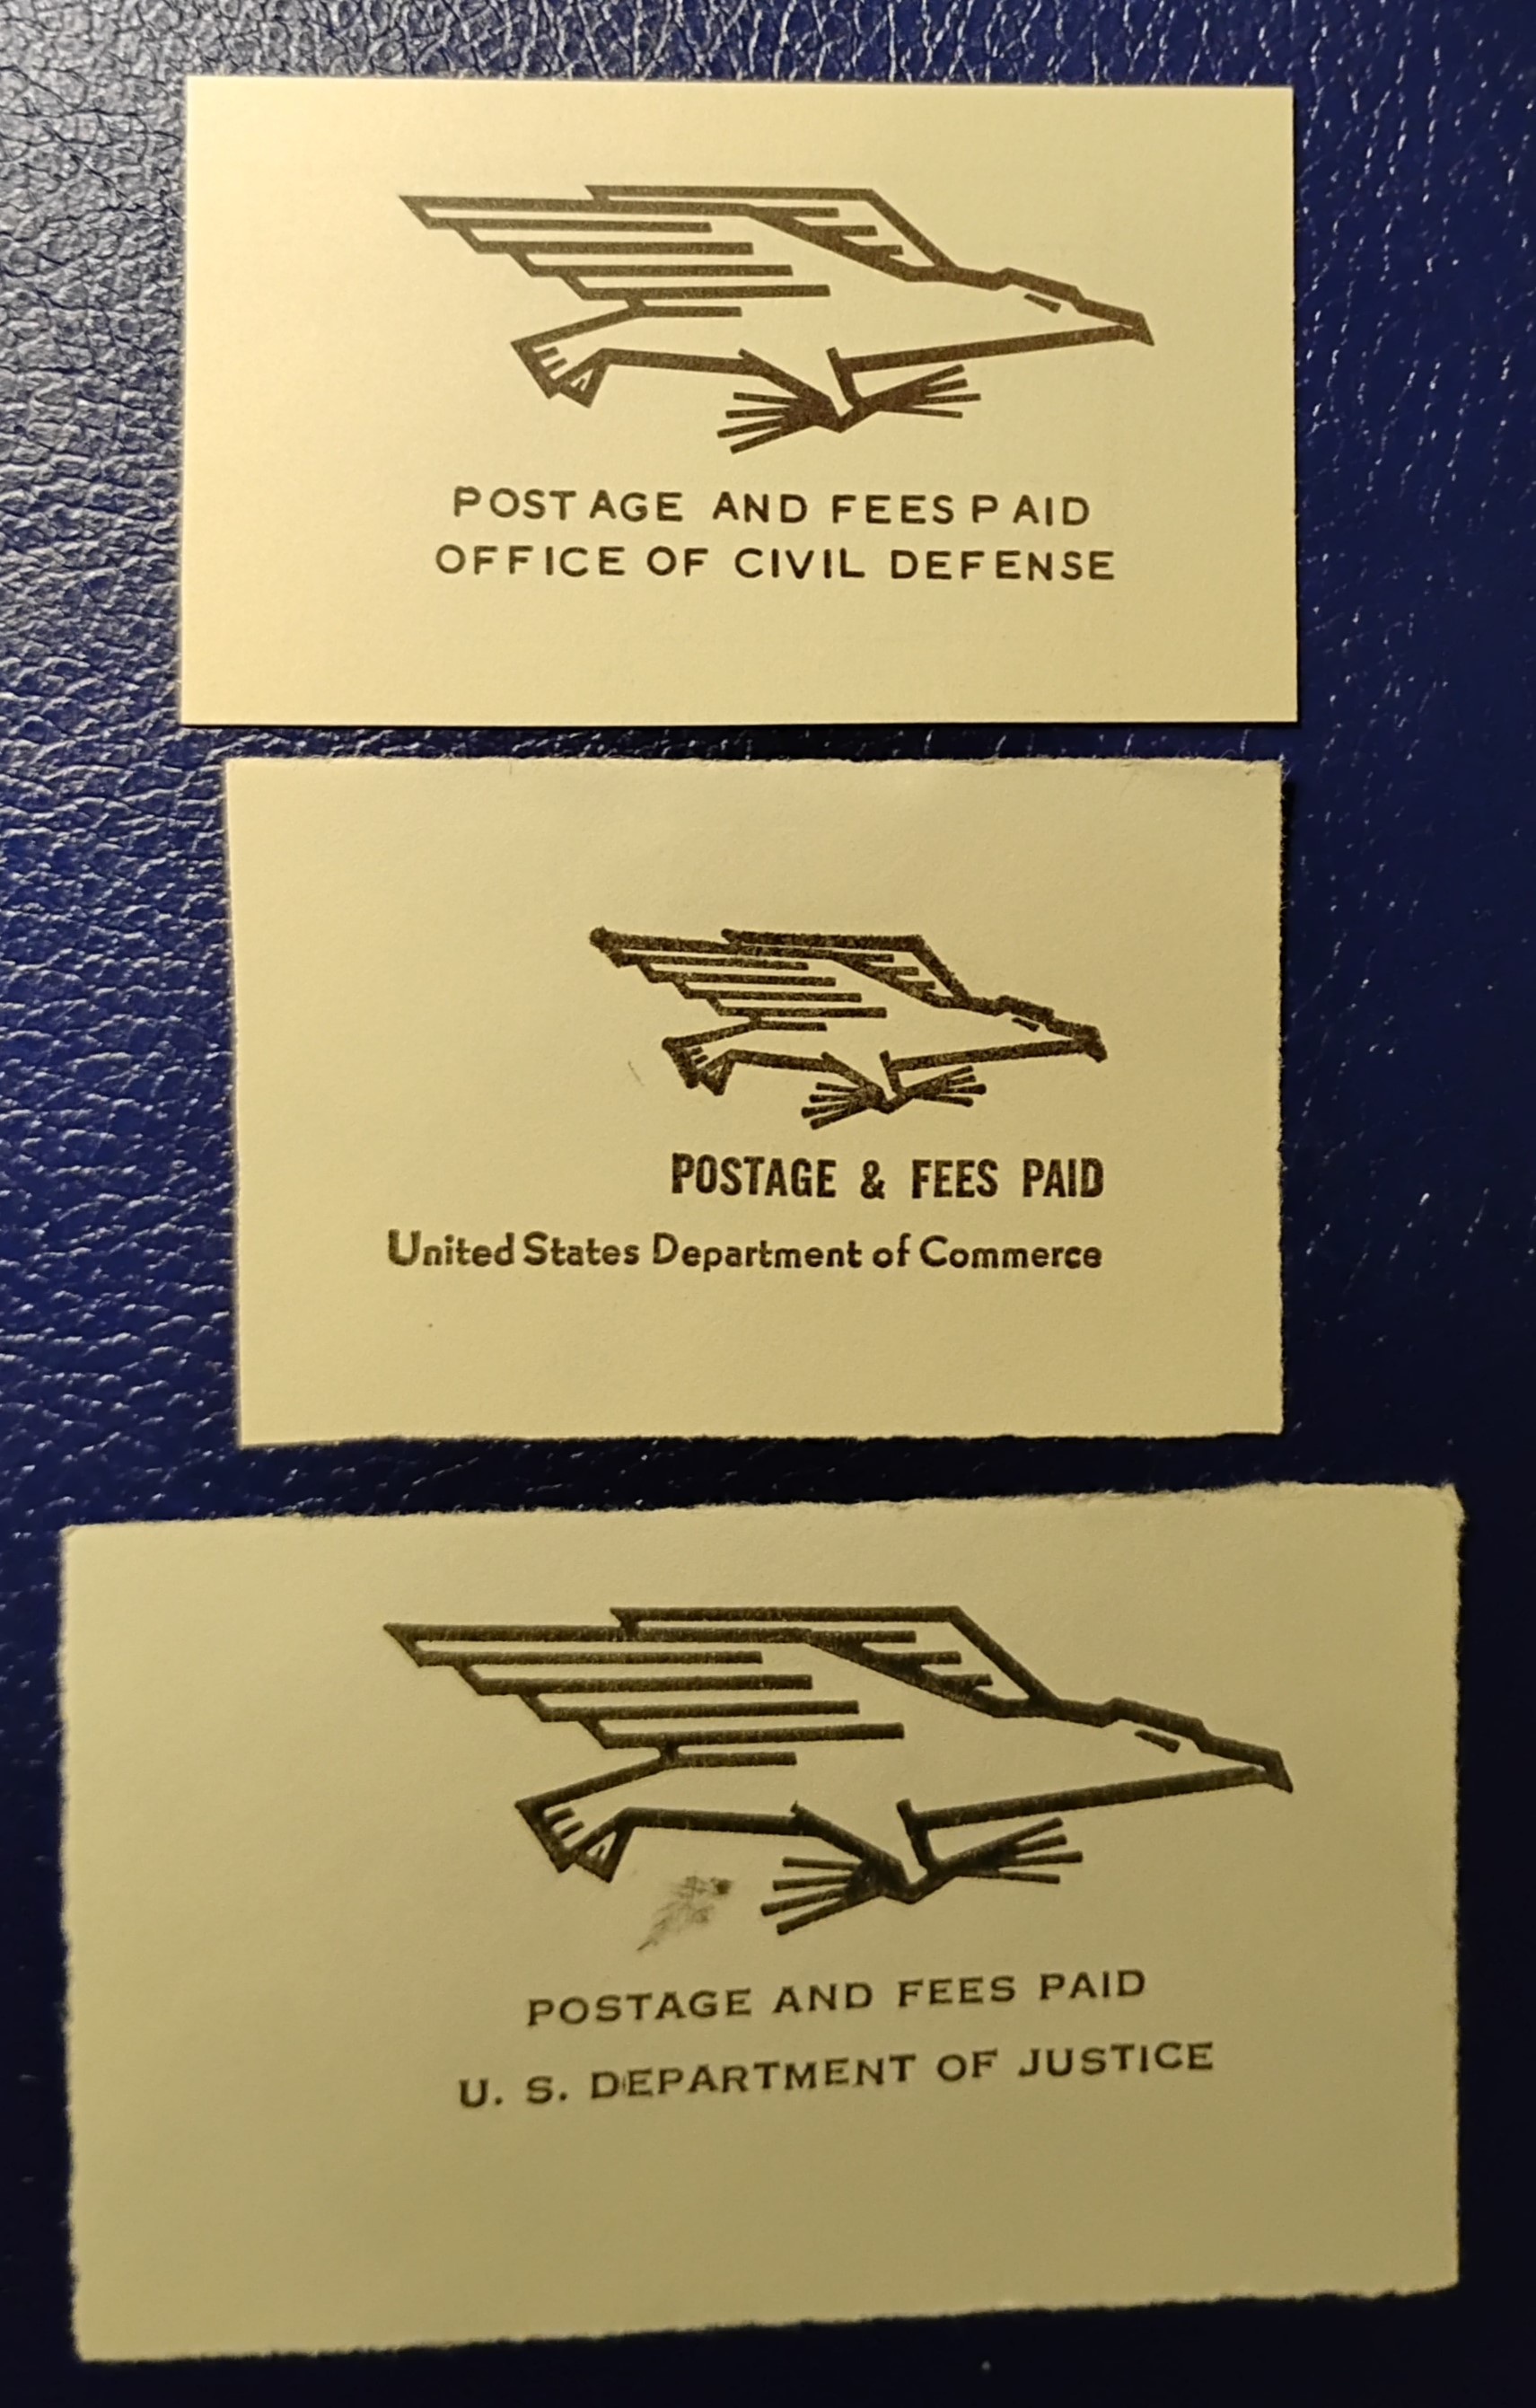 POSTAGE AND FEES PAID
OFFICE OF CIVIL DEFENSE
POSTAGE & FEES PAID
United States Department of Commerce
POSTAGE AND FEES PAID
U. S. DEPARTMENT OF JUSTICE